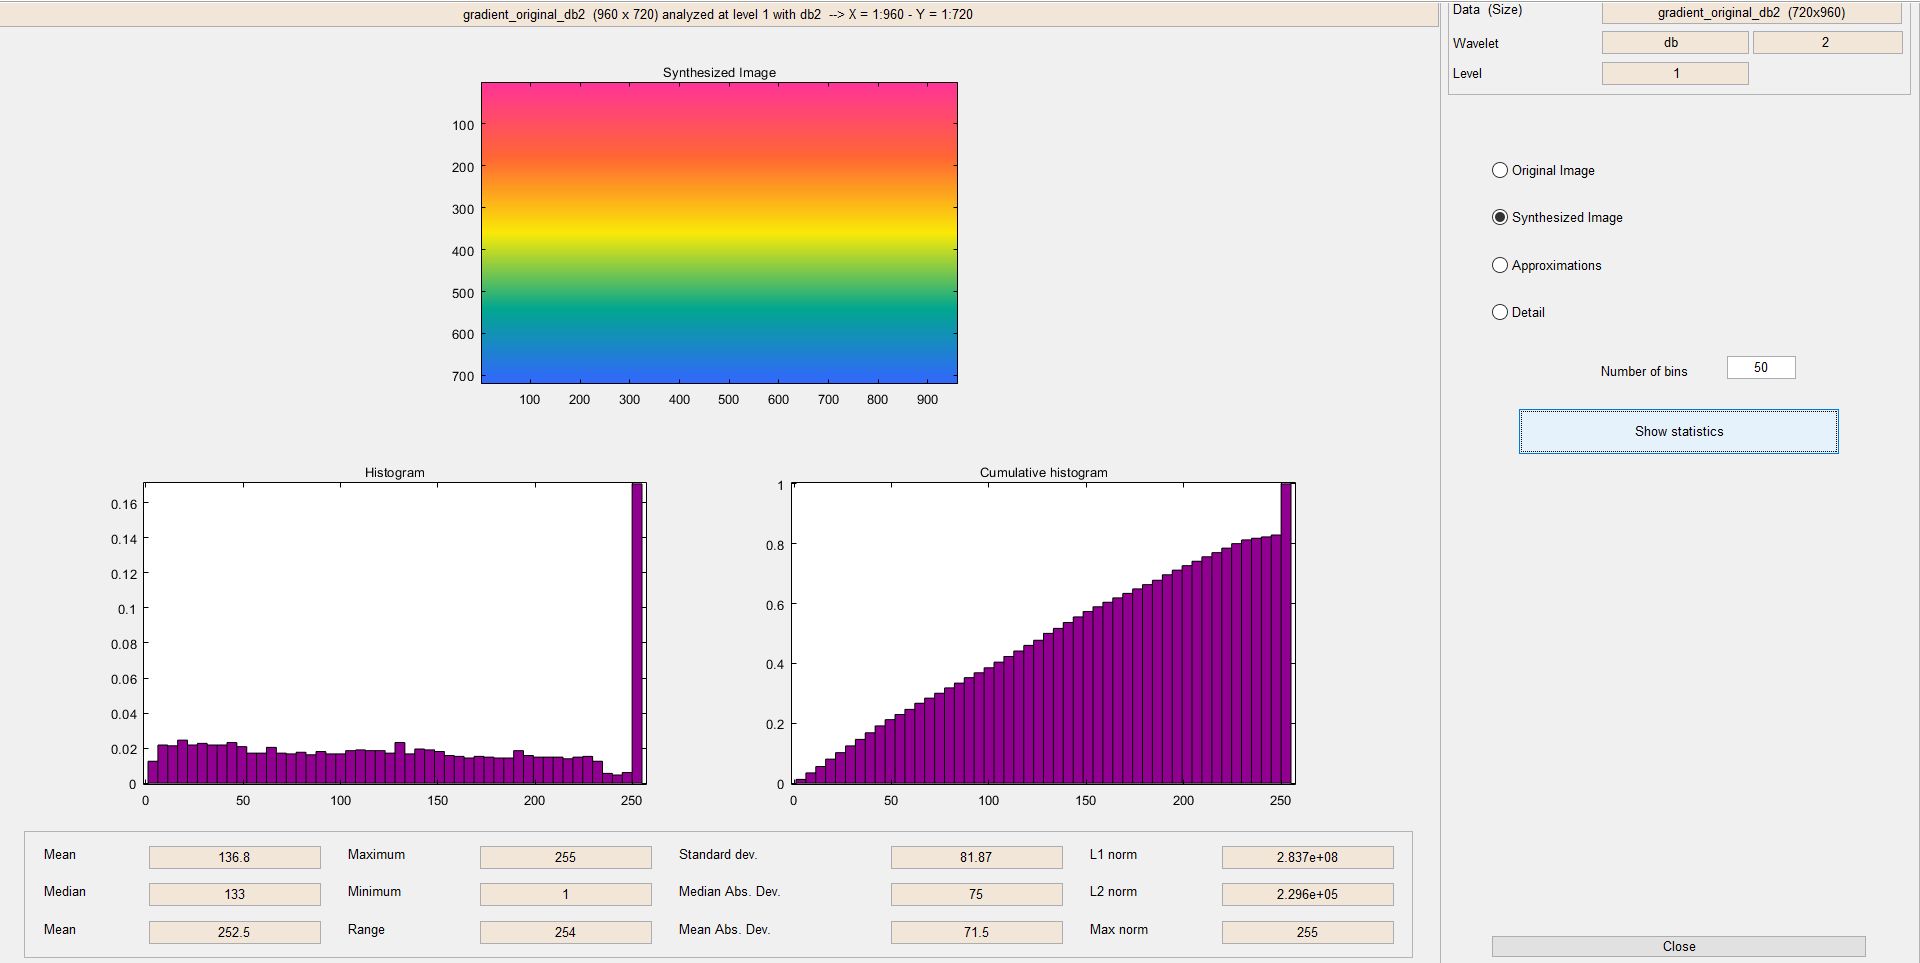 gradient_original_db2  (960 x 720) analyzed at level 1 with db2  --> X = 1:960 - Y = 1:720
Data  (Size)
gradient_original_db2  (720x960)
Wavelet
db
2
Level
1
Synthesized Image
100
200
300
400
500
600
700
100 200 300 400 500 600 700 800 900
Original Image
Synthesized Image
Approximations
Detail
Number of bins
50
Show statistics
Histogram
0.16
0.14
0.12
0.1
0.08
0.06
0.04
0.02
0
0 50 100 150 200 250
Cumulative histogram
1
0.8
0.6
0.4
0.2
0
0 50 100 150 200 250
Mean 136.8 Maximum 255 Standard dev. 81.87 L1 norm 2.837e+08
Median 133 Minimum 1 Median Abs. Dev. 75 L2 norm 2.296e+05
Mean 252.5 Range 254 Mean Abs. Dev. 71.5 Max norm 255
Close